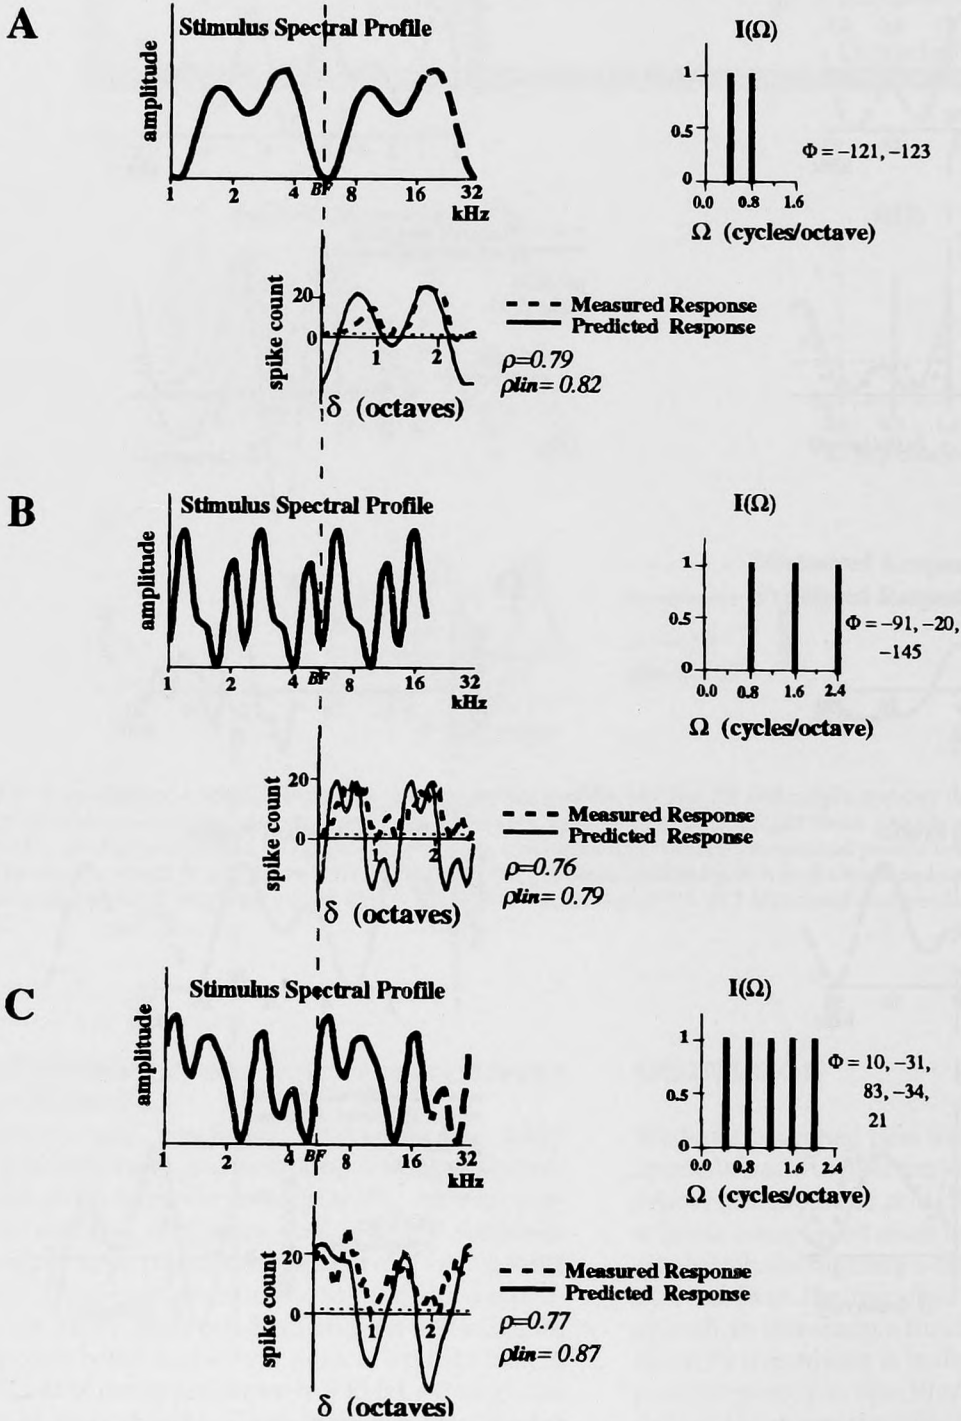 A
Stimulus Spectral Profile
I(Ω)
amplitude
1
0.5
0
Φ = −121, −123
1 2 4 BF 8 16 32
kHz
0.0 0.8 1.6
Ω (cycles/octave)
spike count
20
0
1 2
δ (octaves)
Measured Response
Predicted Response
ρ=0.79
ρlin= 0.82
B
Stimulus Spectral Profile
I(Ω)
amplitude
1
0.5
0
Φ = −91, −20,
−145
1 2 4 BF 8 16 32
kHz
0.0 0.8 1.6 2.4
Ω (cycles/octave)
spike count
20
0
1 2
δ (octaves)
Measured Response
Predicted Response
ρ=0.76
ρlin= 0.79
C
Stimulus Spectral Profile
I(Ω)
amplitude
1
0.5
0
Φ = 10, −31,
83, −34,
21
1 2 4 BF 8 16 32
kHz
0.0 0.8 1.6 2.4
Ω (cycles/octave)
spike count
20
0
1 2
δ (octaves)
Measured Response
Predicted Response
ρ=0.77
ρlin= 0.87